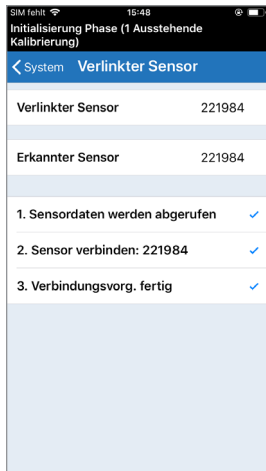 SIM fehlt 15:48
Initialisierung Phase (1 Ausstehende
Kalibrierung)
System Verlinkter Sensor
Verlinkter Sensor 221984
Erkannter Sensor 221984
1. Sensordaten werden abgerufen
2. Sensor verbinden: 221984
3. Verbindungsvorg. fertig